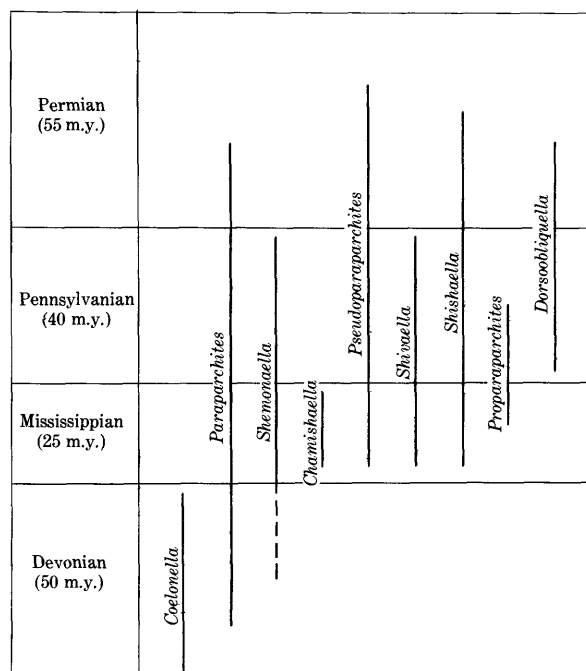 Permian
(55 m.y.)
Pennsylvanian
(40 m.y.)
Mississippian
(25 m.y.)
Devonian
(50 m.y.)
Coelonella
Paraparchites
Shemonaella
Chamishaella
Pseudoparaparchites
Shivaella
Shishaella
Proparaparchites
Dorsoobliquella